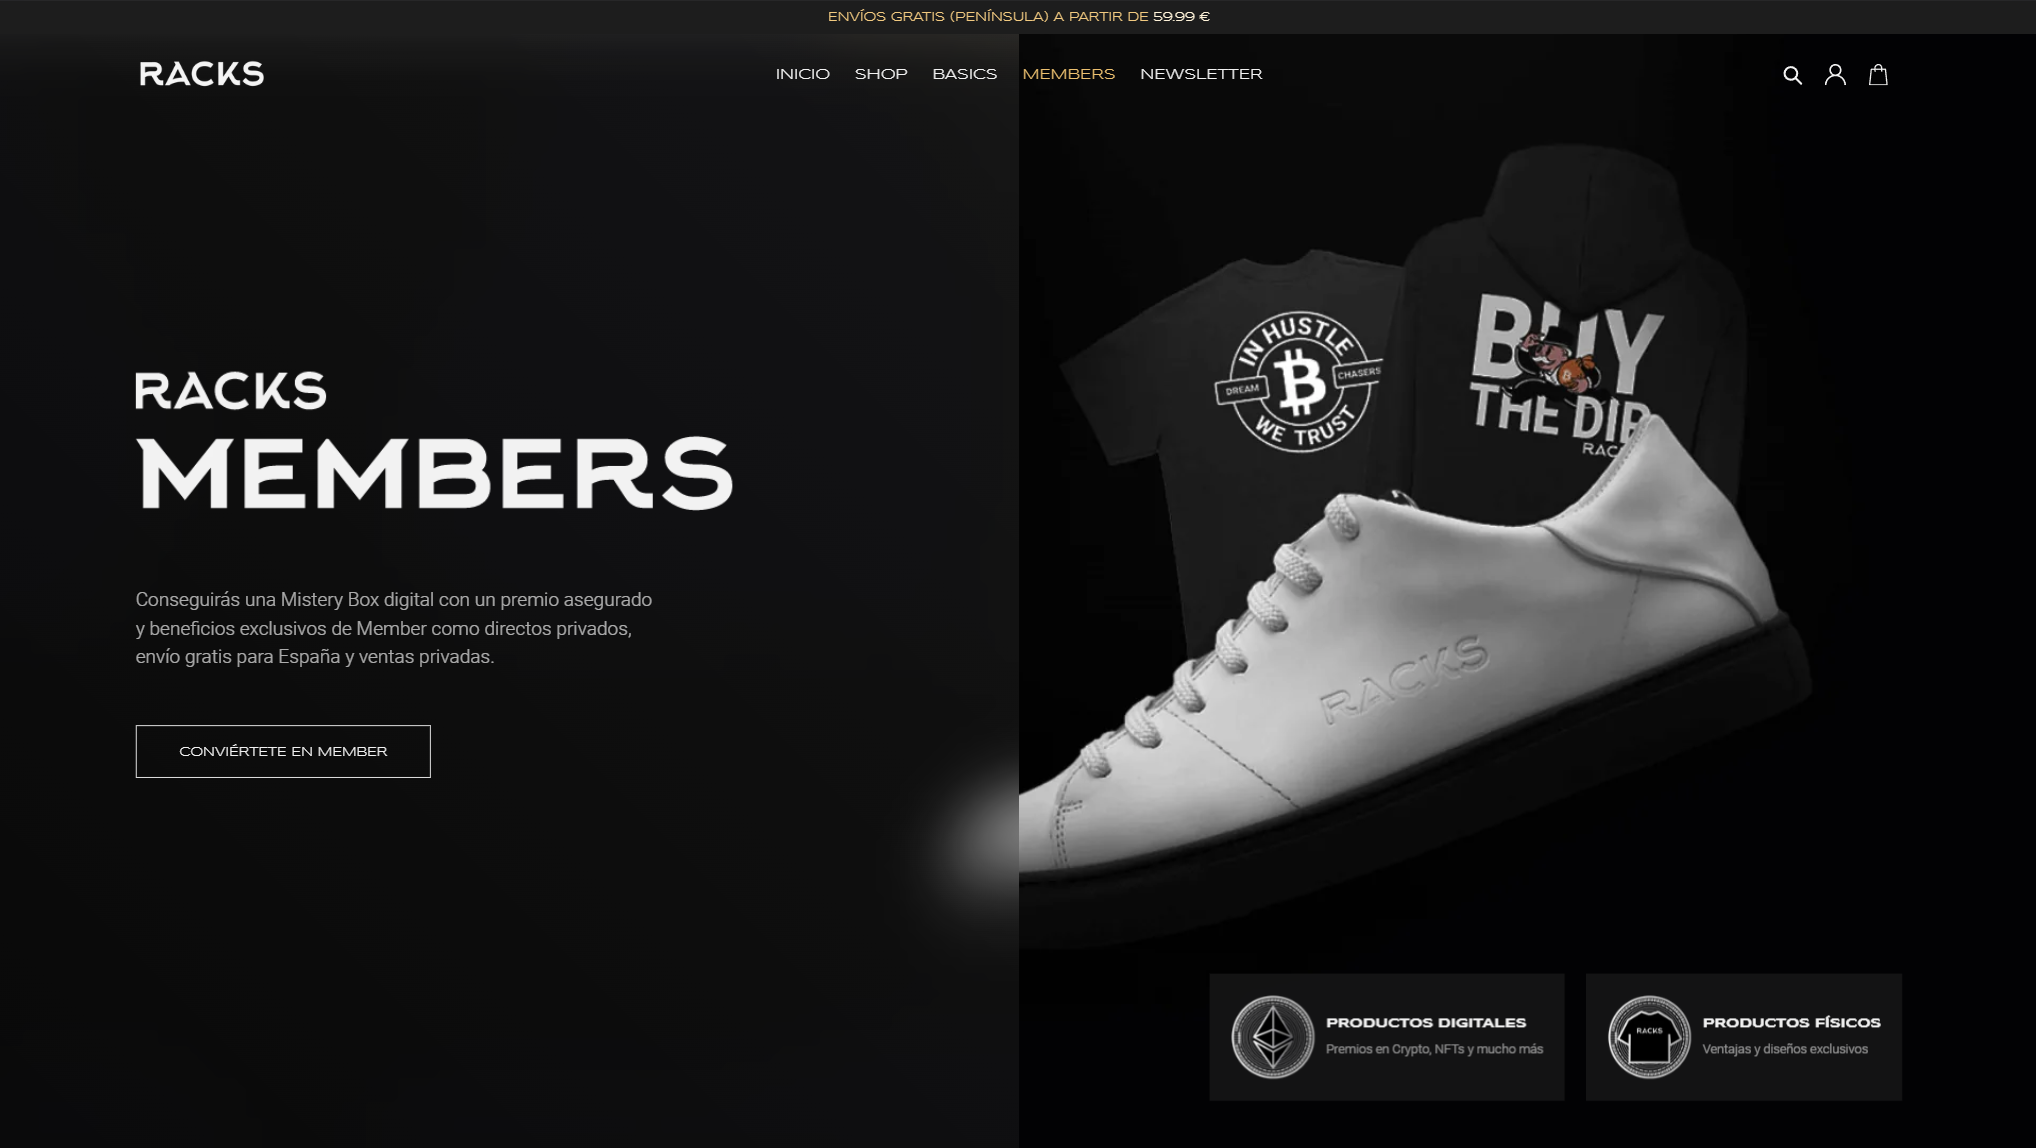 ENVÍOS GRATIS (PENÍNSULA) A PARTIR DE 59.99 €
RACKS
INICIO SHOP BASICS MEMBERS NEWSLETTER
RACKS
MEMBERS
Conseguirás una Mistery Box digital con un premio asegurado
y beneficios exclusivos de Member como directos privados,
envío gratis para España y ventas privadas.
CONVIÉRTETE EN MEMBER
IN HUSTLE
DREAM CHASERS
WE TRUST
BUY
THE DIP
RACKS
RACKS
PRODUCTOS DIGITALES
Premios en Crypto, NFTs y mucho más
RACKS
PRODUCTOS FÍSICOS
Ventajas y diseños exclusivos